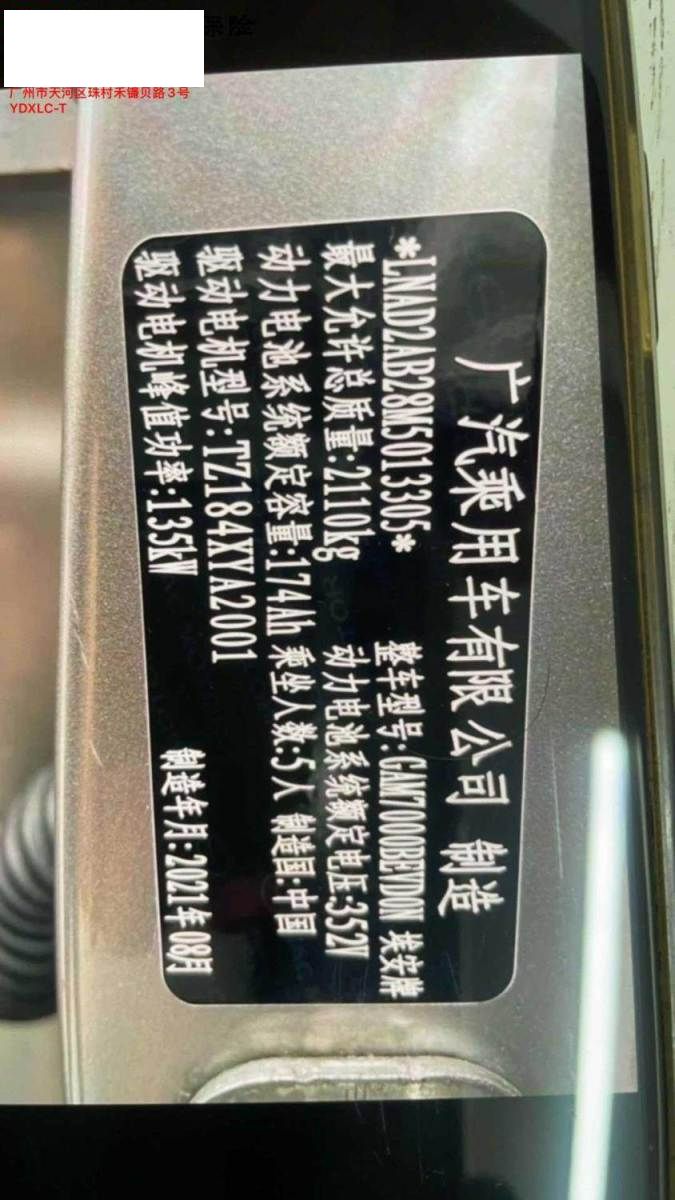 保险
广州市天河区珠村禾镛贝路3号
YDXLC-T
广汽乘用车有限公司 制造
*LNAD2AB28M5013305* 整车型号:GAM7000BEVD0N 埃安牌
最大允许总质量:2110kg 动力电池系统额定电压:352V
动力电池系统额定容量:174Ah 乘坐人数:5人 制造国:中国
驱动电机型号:TZ184XYA2001
驱动电机峰值功率:135kW 制造年月:2021年08月